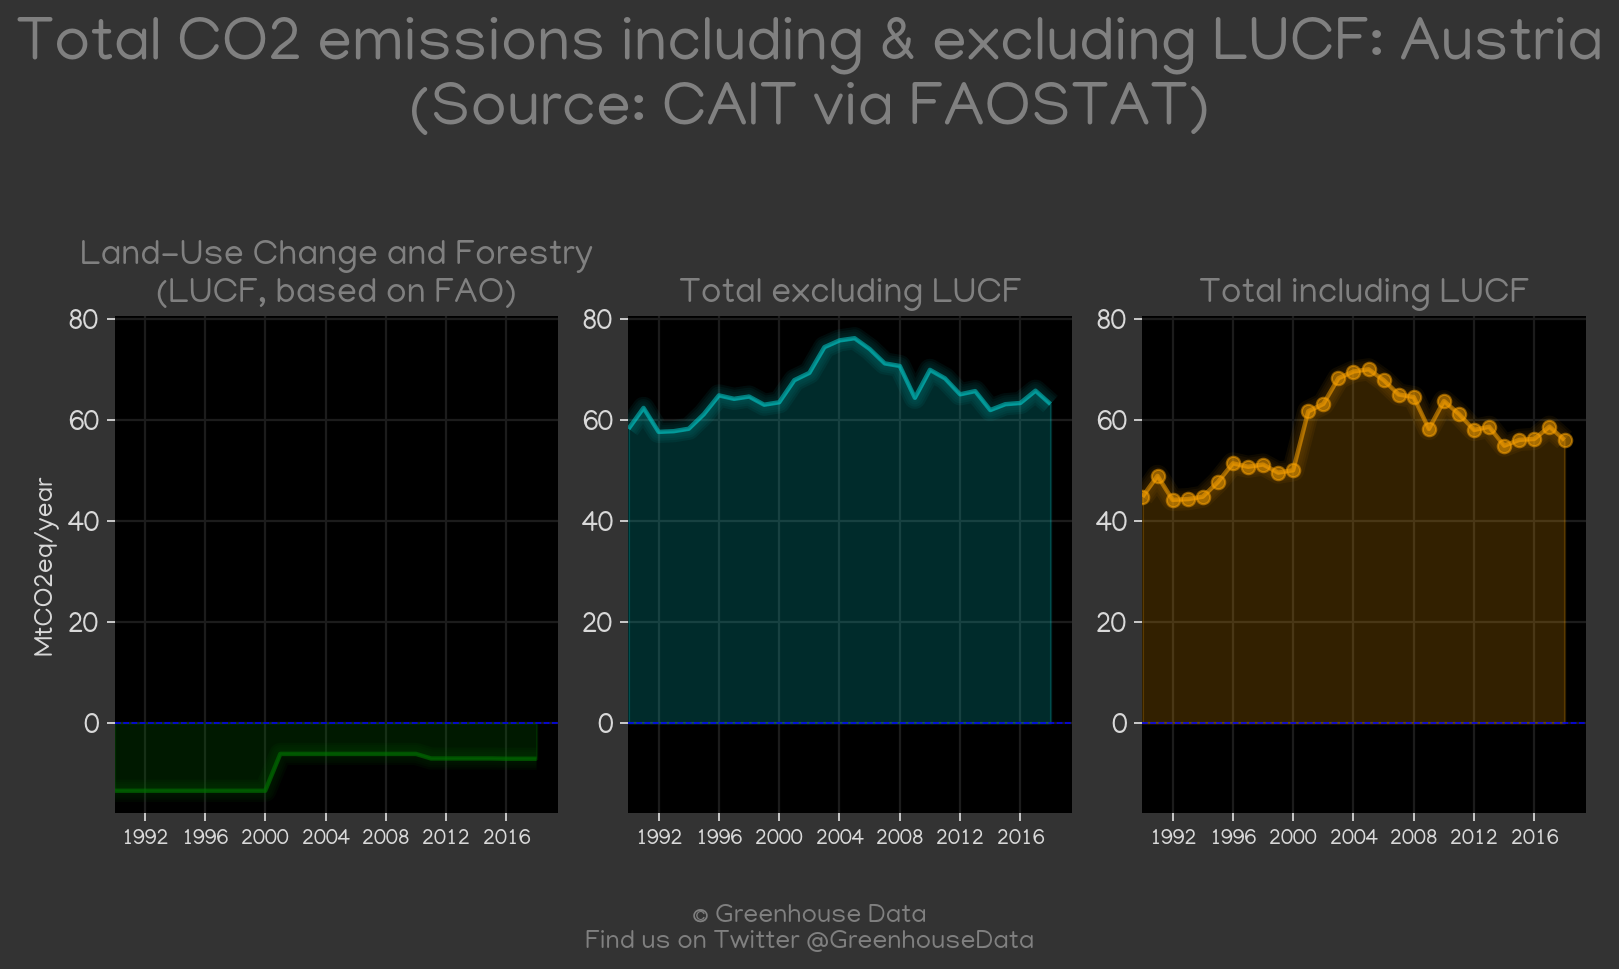 Total CO2 emissions including & excluding LUCF: Austria
(Source: CAIT via FAOSTAT)
Land-Use Change and Forestry
(LUCF, based on FAO)
MtCO2eq/year
80
60
40
20
0
1992 1996 2000 2004 2008 2012 2016
Total excluding LUCF
80
60
40
20
0
1992 1996 2000 2004 2008 2012 2016
Total including LUCF
80
60
40
20
0
1992 1996 2000 2004 2008 2012 2016
© Greenhouse Data
Find us on Twitter @GreenhouseData